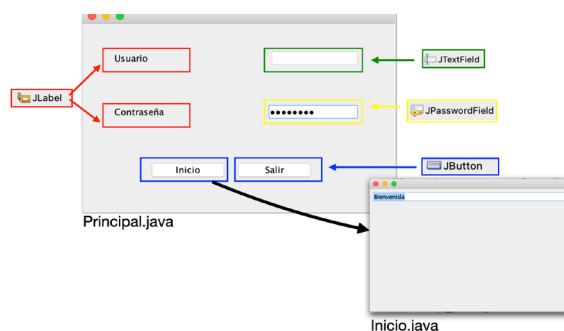 Usuario
JTextField
JLabel
Contraseña
JPasswordField
Inicio
Salir
JButton
Bienvenida
Principal.java
Inicio.java